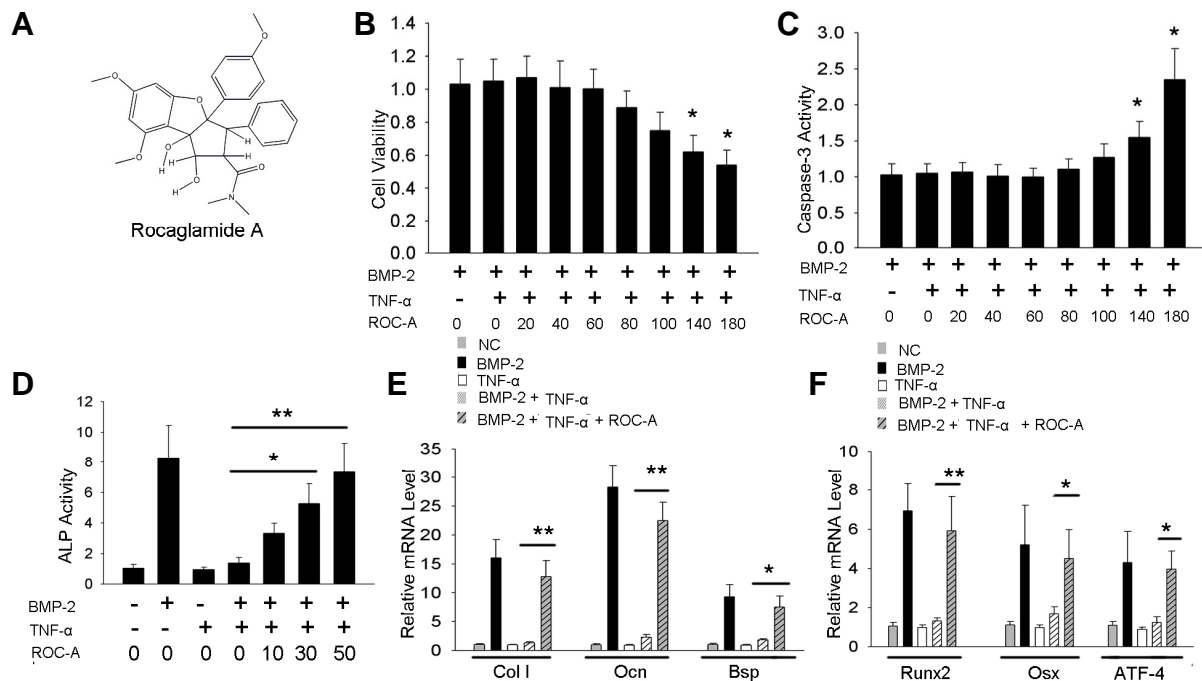 A
Rocaglamide A
B
Cell Viability
1.4
1.2
1.0
0.8
0.6
0.4
0.2
0.0
* *
BMP-2 + + + + + + + + +
TNF-α - + + + + + + + +
ROC-A 0 0 20 40 60 80 100 140 180
C
Caspase-3 Activity
3.0
2.5
2.0
1.5
1.0
0.5
0.0
* *
BMP-2 + + + + + + + + +
TNF-α - + + + + + + + +
ROC-A 0 0 20 40 60 80 100 140 180
D
ALP Activity
12
10
8
6
4
2
0
**
*
BMP-2 - + - + + + +
TNF-α - - + + + + +
ROC-A 0 0 0 0 10 30 50
E
NC
BMP-2
TNF-α
BMP-2 + TNF-α
BMP-2 + TNF-α + ROC-A
Relative mRNA Level
35
30
25
20
15
10
5
0
** ** *
Col I Ocn Bsp
F
NC
BMP-2
TNF-α
BMP-2 + TNF-α
BMP-2 + TNF-α + ROC-A
Relative mRNA Level
10
8
6
4
2
0
** * *
Runx2 Osx ATF-4